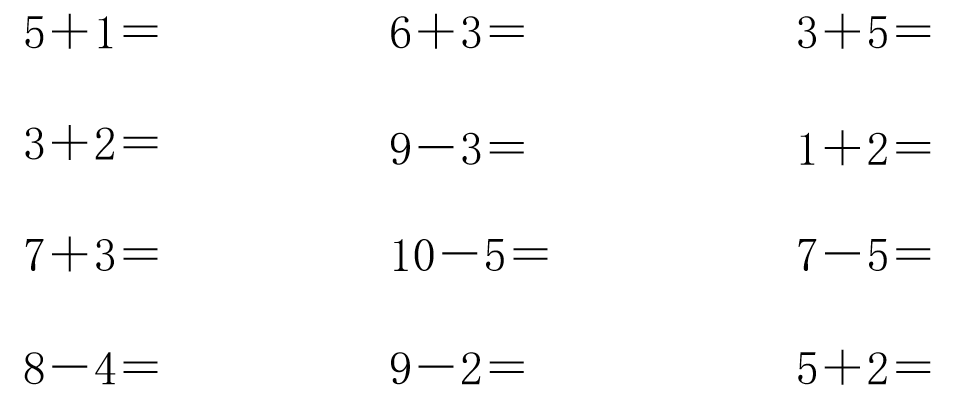 5+1= 6+3= 3+5=
3+2= 9-3= 1+2=
7+3= 10-5= 7-5=
8-4= 9-2= 5+2=